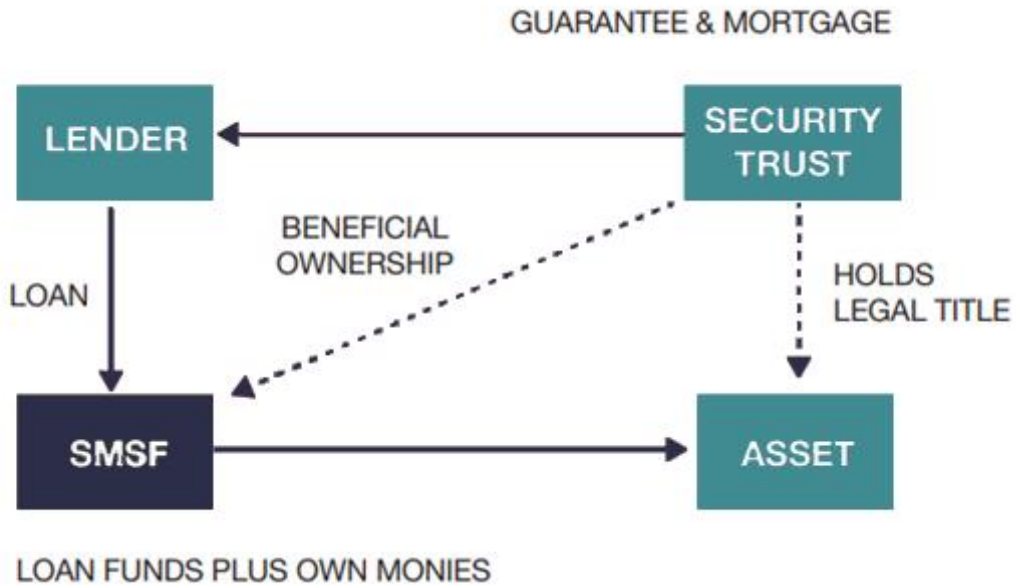 GUARANTEE & MORTGAGE
LENDER
SECURITY
TRUST
BENEFICIAL
OWNERSHIP
LOAN
HOLDS
LEGAL TITLE
SMSF
ASSET
LOAN FUNDS PLUS OWN MONIES